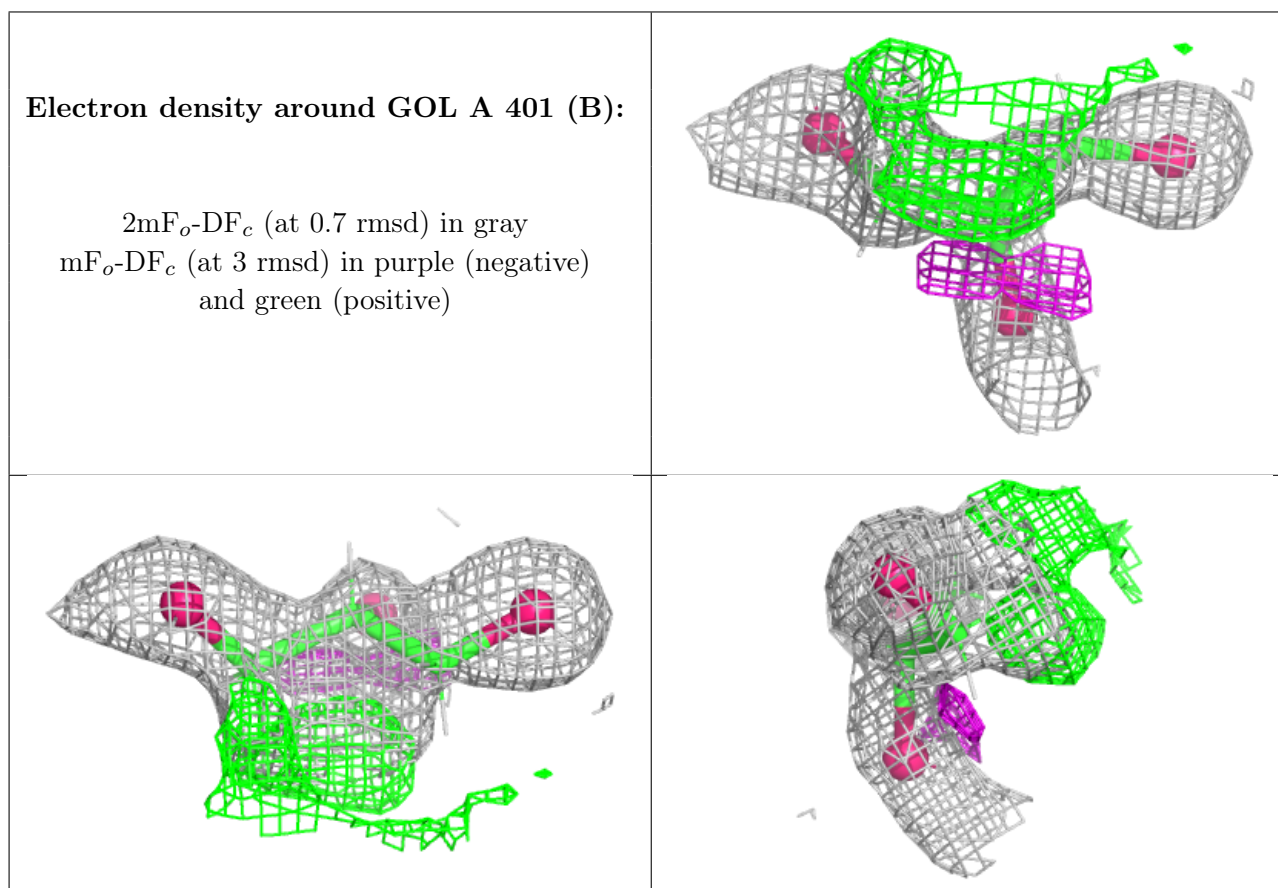 Electron density around GOL A 401 (B):
2mFo-DFc (at 0.7 rmsd) in gray
mFo-DFc (at 3 rmsd) in purple (negative)
and green (positive)